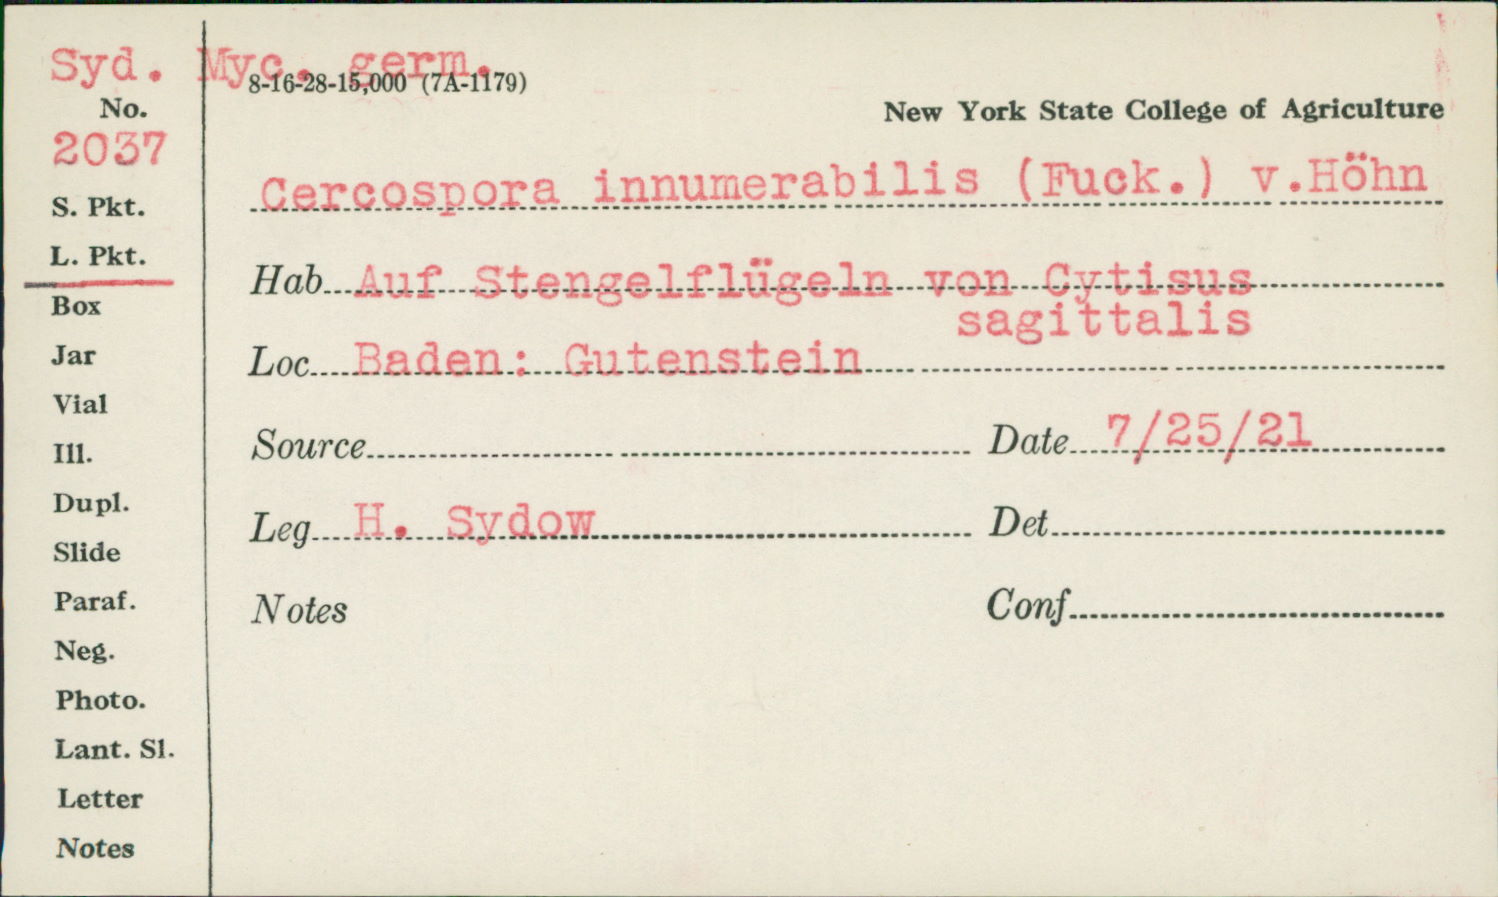 Syd. Myc. germ.
8-16-28-15,000 (7A-1179)
No.
New York State College of Agriculture
2037
Cercospora innumerabilis (Fuck.) v.Höhn
S. Pkt.
L. Pkt.
Hab Auf Stengelflügeln von Cytisus
sagittalis
Box
Jar
Loc Baden: Gutenstein
Vial
Ill.
Source
Date 7/25/21
Dupl.
Leg H. Sydow
Det
Slide
Paraf.
Notes
Conf
Neg.
Photo.
Lant. Sl.
Letter
Notes